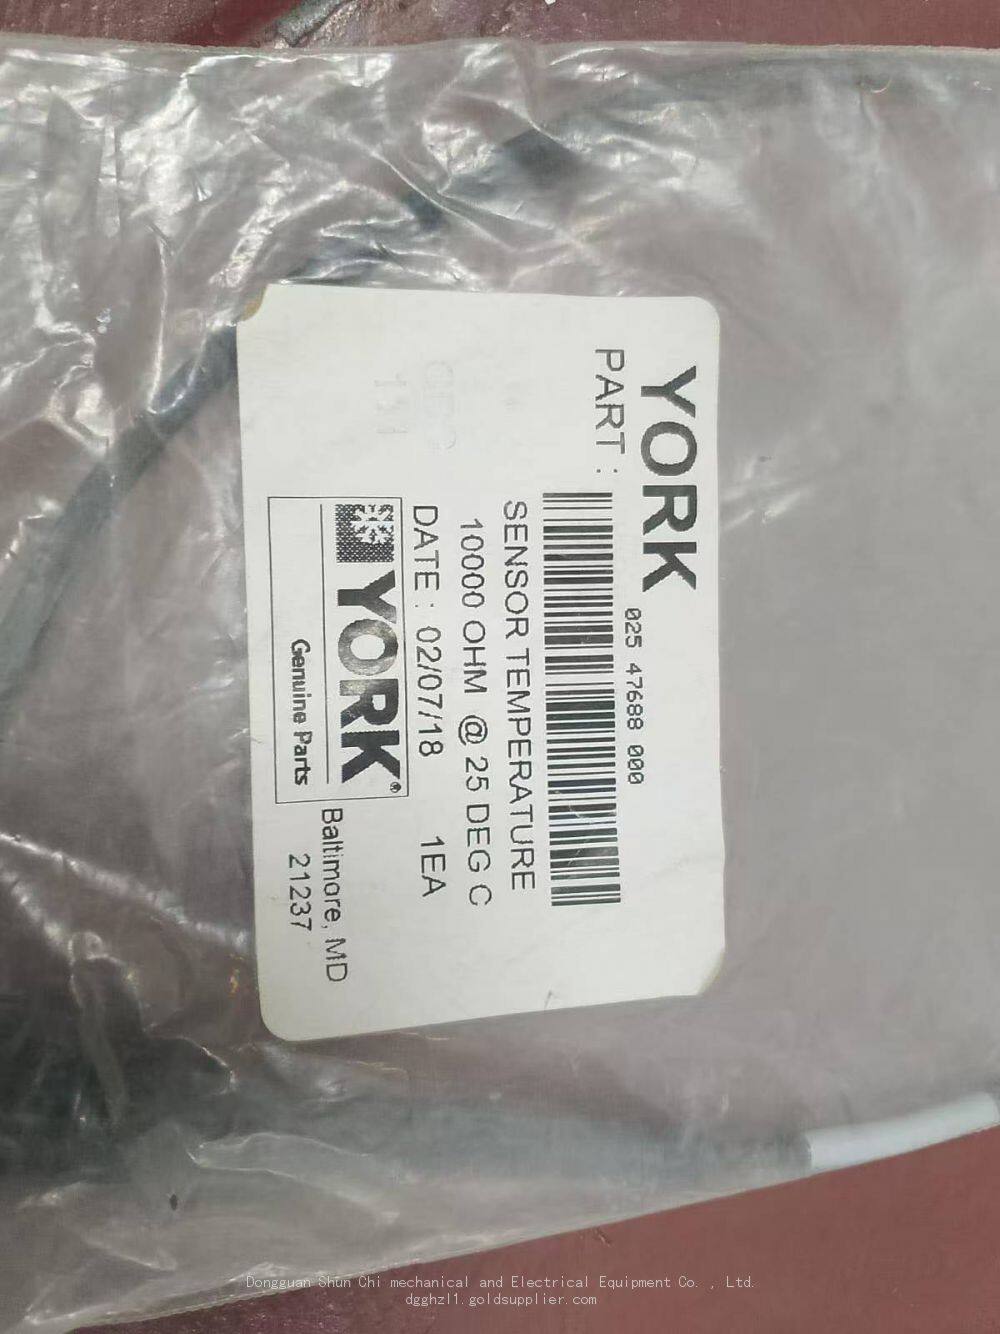 YORK
025 47688 000
PART :
SENSOR TEMPERATURE
10000 OHM @ 25 DEG C
DATE : 02/07/18 1EA
YORK®
Genuine Parts
Baltimore, MD
21237
Dongguan Shun Chi mechanical and Electrical Equipment Co. , Ltd.
dgghzl1.goldsupplier.com